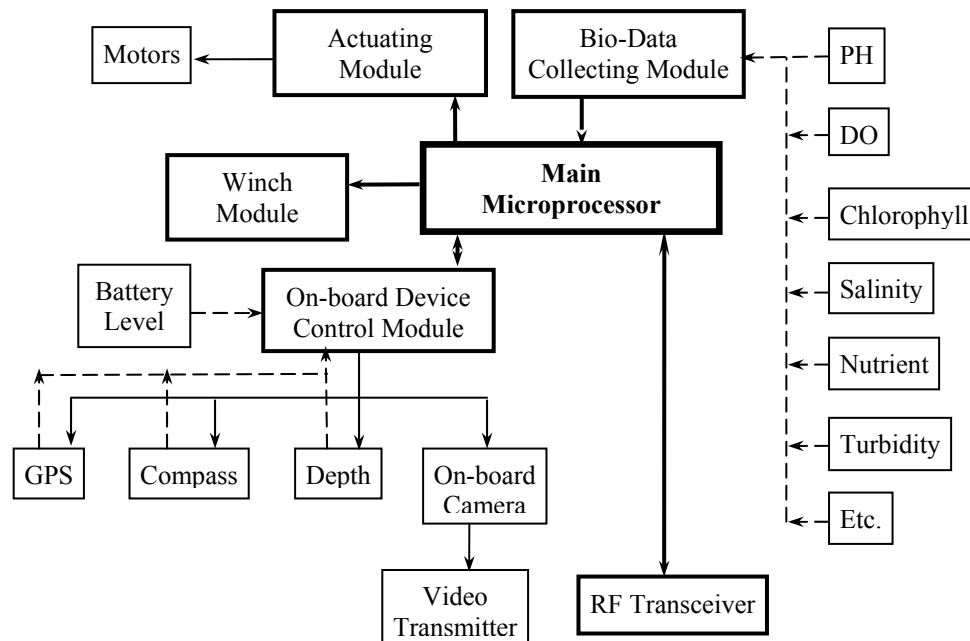 Motors
Actuating
Module
Bio-Data
Collecting Module
PH
DO
Winch
Module
Main
Microprocessor
Chlorophyll
Battery
Level
On-board Device
Control Module
Salinity
Nutrient
GPS
Compass
Depth
On-board
Camera
Turbidity
Etc.
Video
Transmitter
RF Transceiver